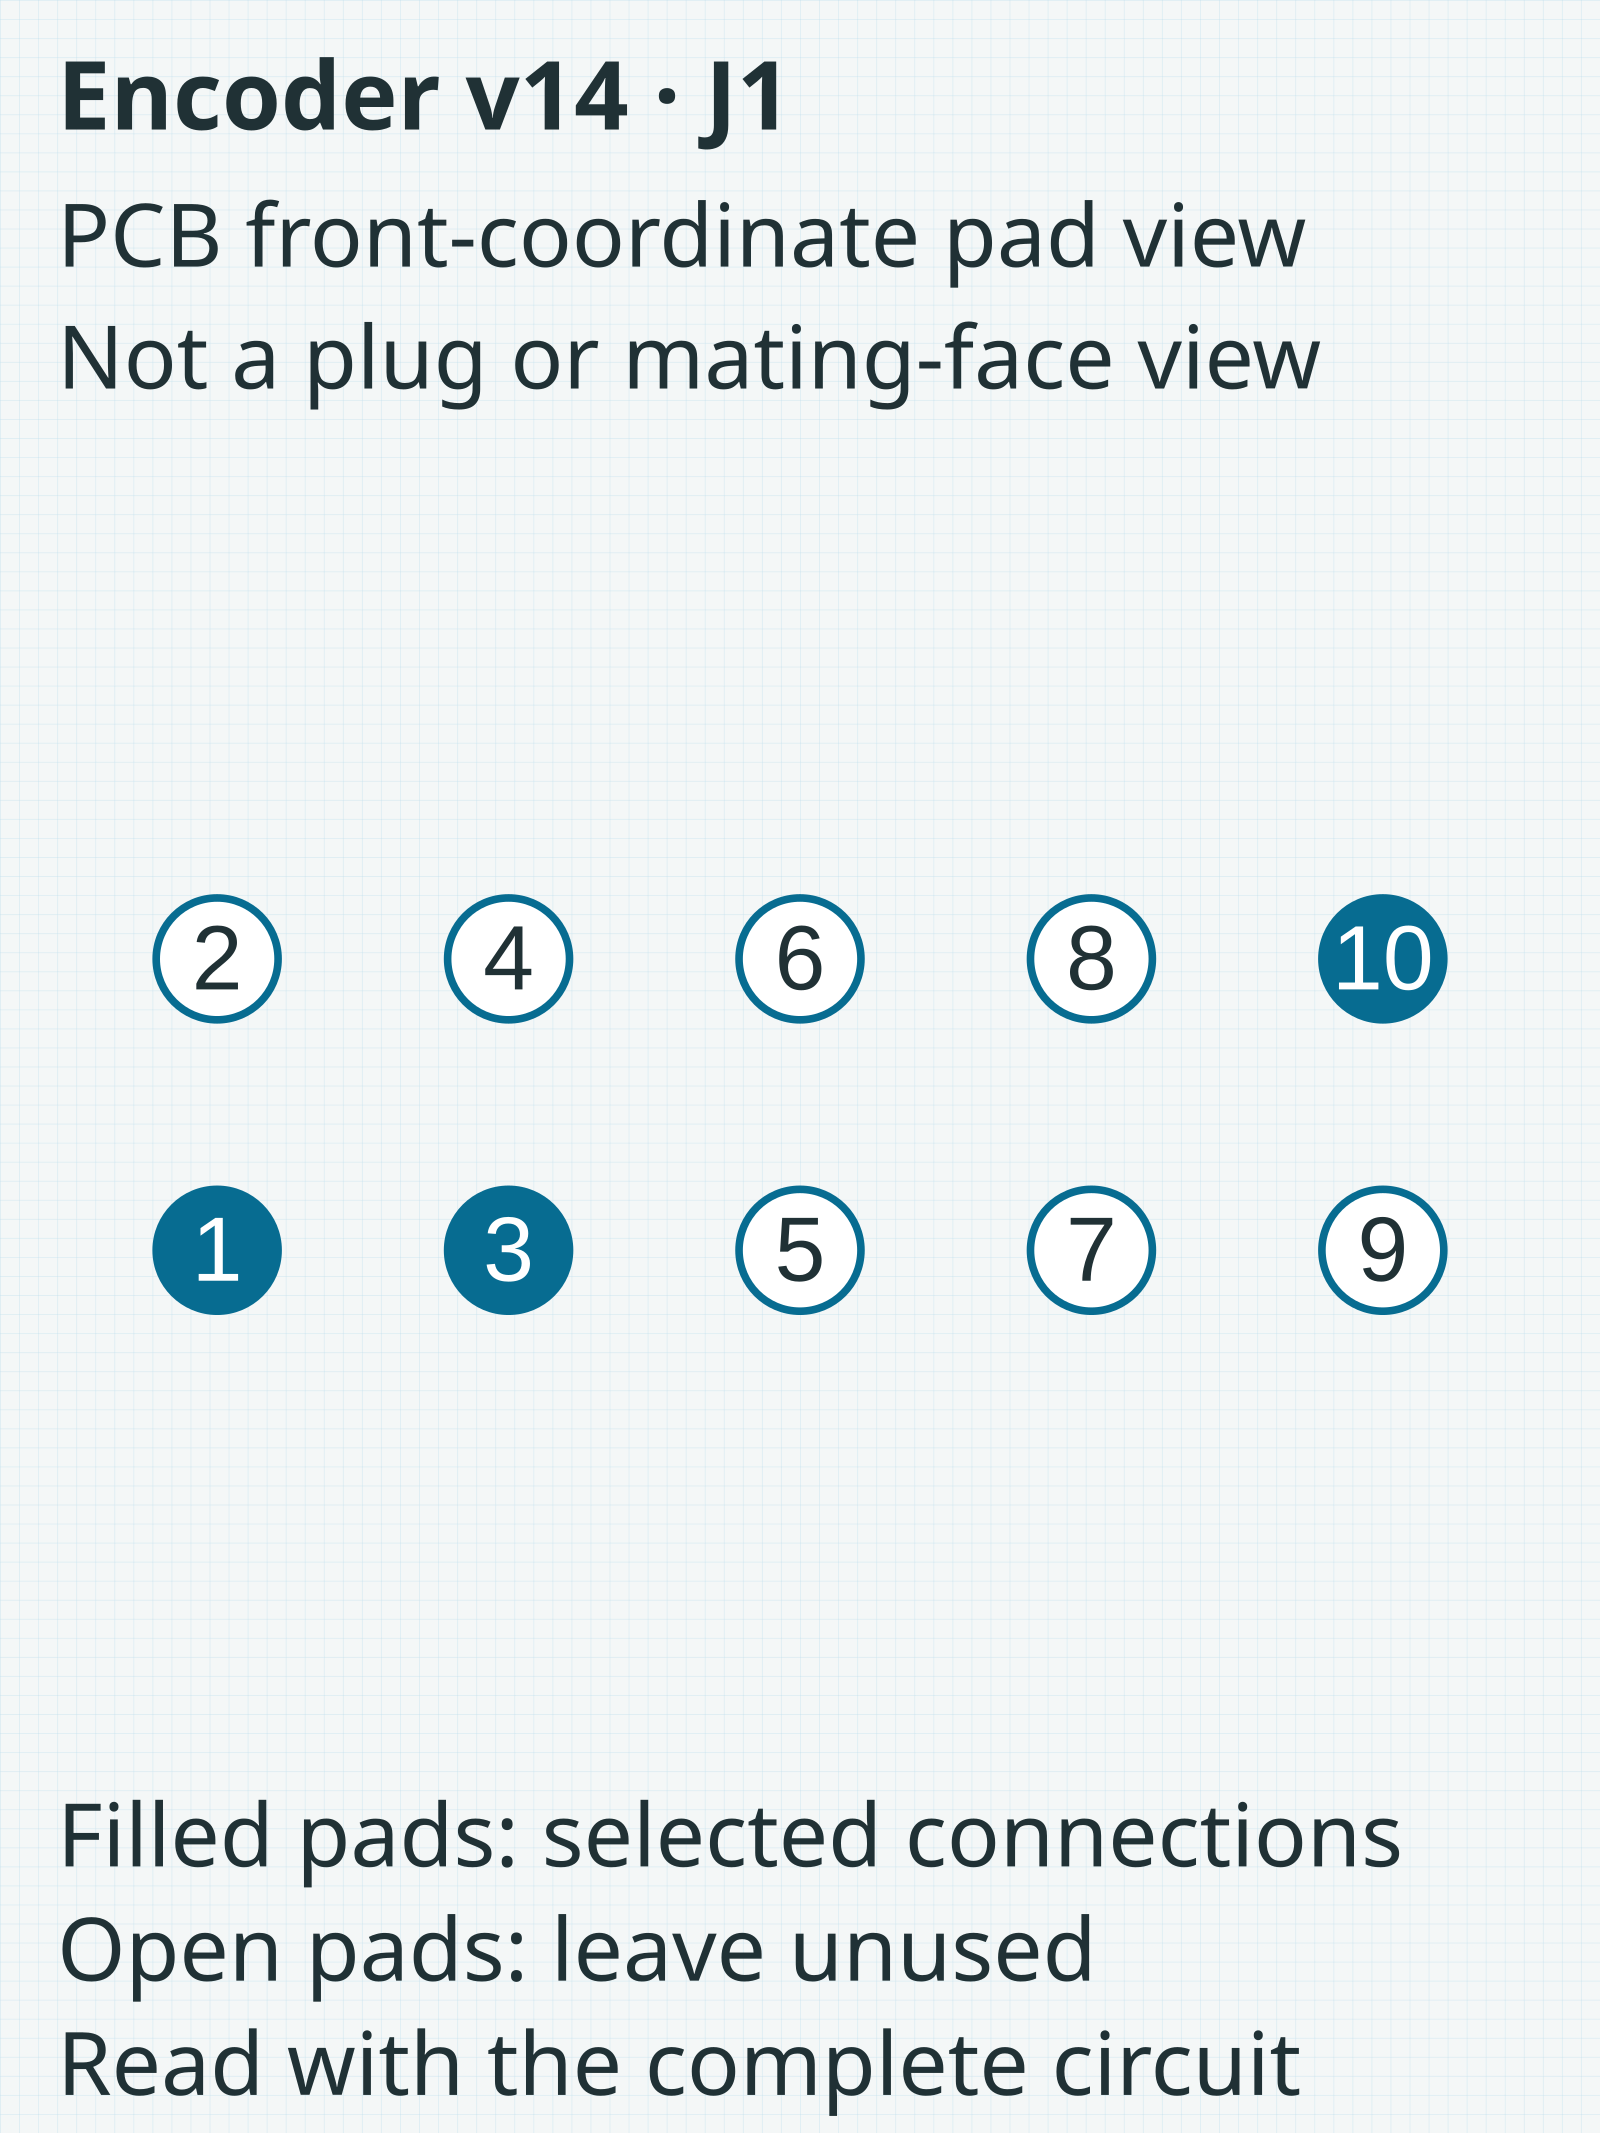 Encoder v14 · J1
PCB front-coordinate pad view
Not a plug or mating-face view
2 4 6 8 10
1 3 5 7 9
Filled pads: selected connections
Open pads: leave unused
Read with the complete circuit